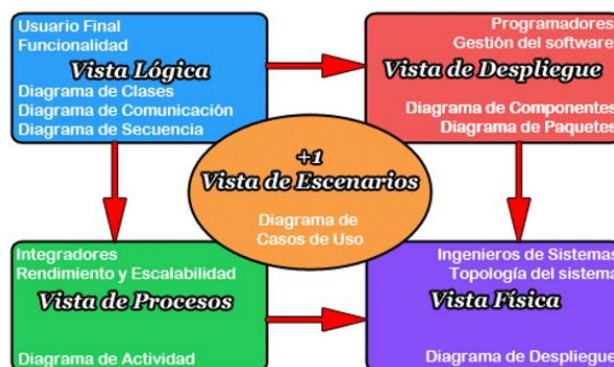 Usuario Final
Funcionalidad
Vista Lógica
Diagrama de Clases
Diagrama de Comunicación
Diagrama de Secuencia
Programadores
Gestión del software
Vista de Despliegue
Diagrama de Componentes
Diagrama de Paquetes
+1
Vista de Escenarios
Diagrama de
Casos de Uso
Integradores
Rendimiento y Escalabilidad
Vista de Procesos
Diagrama de Actividad
Ingenieros de Sistemas
Topología del sistema
Vista Física
Diagrama de Despliegue